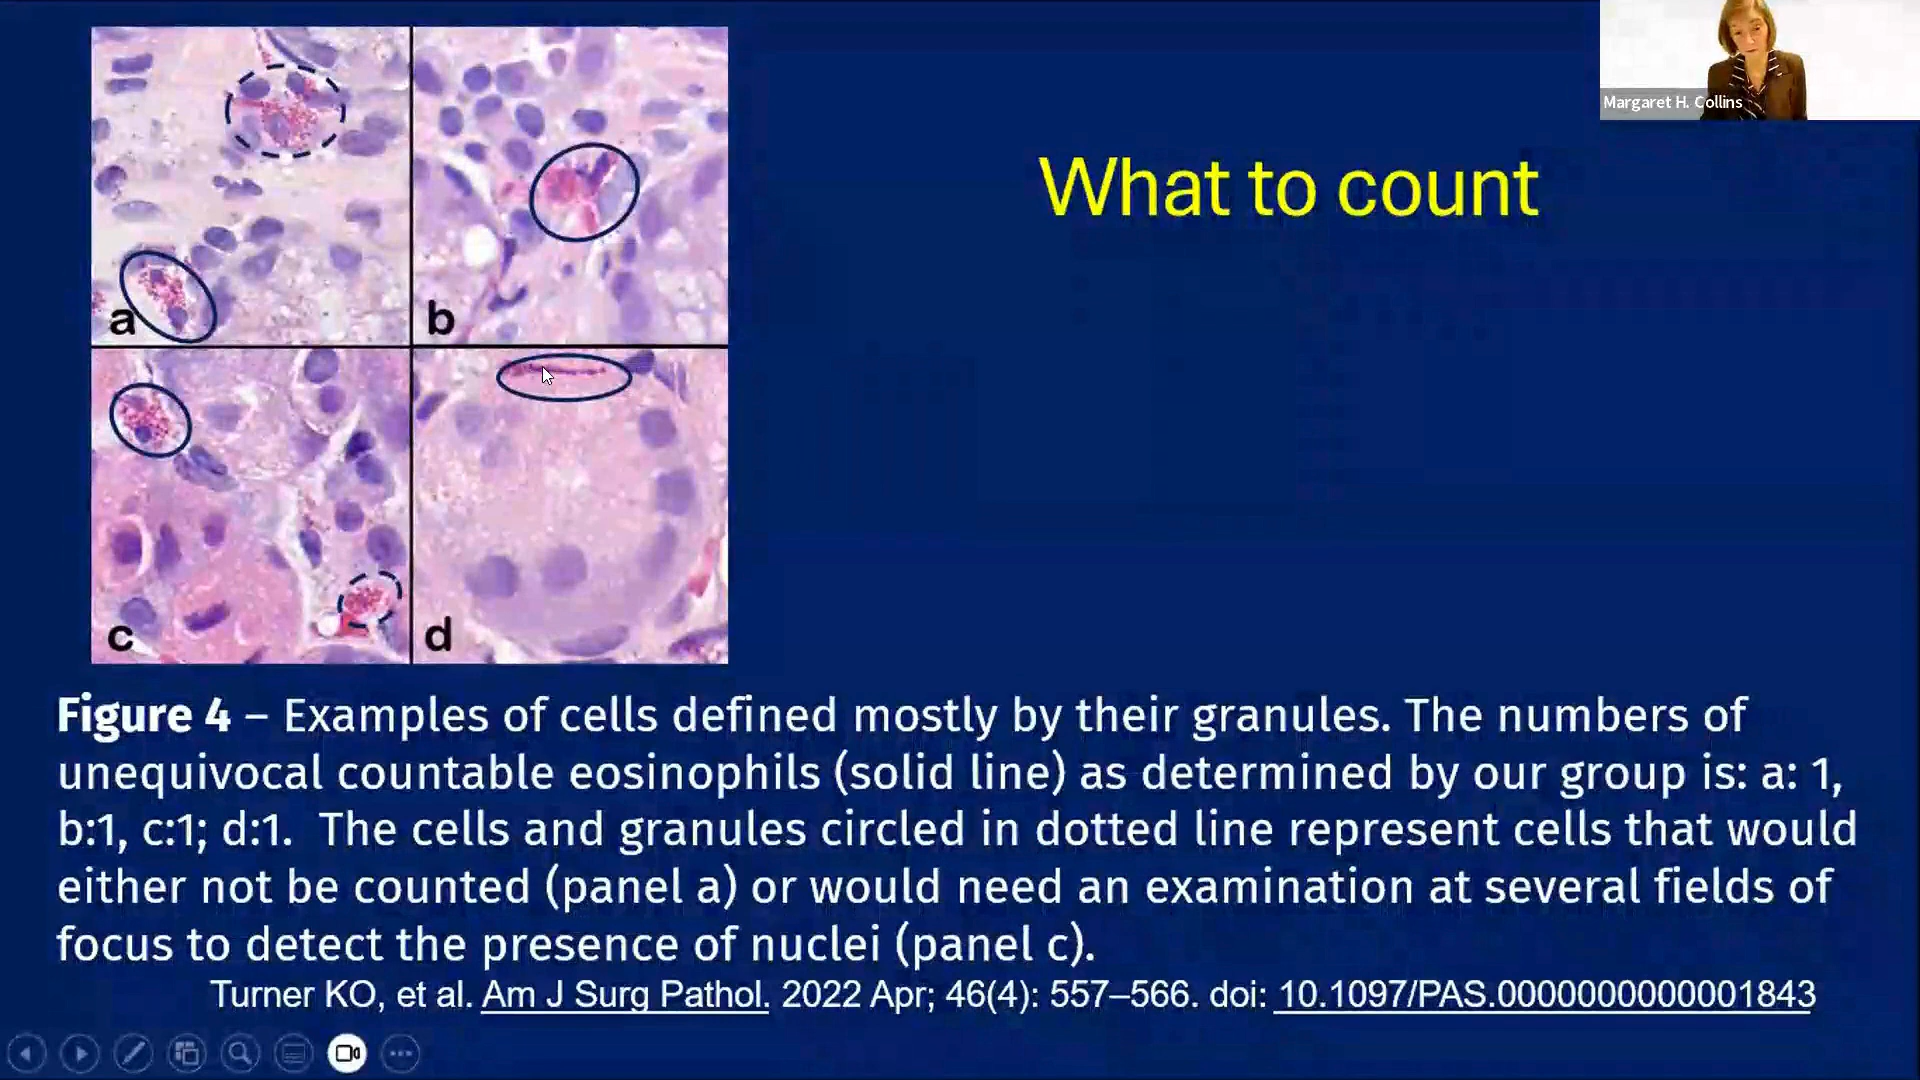 Margaret H. Collins
What to count
a
b
c
d
Figure 4 – Examples of cells defined mostly by their granules. The numbers of
unequivocal countable eosinophils (solid line) as determined by our group is: a: 1,
b:1, c:1; d:1. The cells and granules circled in dotted line represent cells that would
either not be counted (panel a) or would need an examination at several fields of
focus to detect the presence of nuclei (panel c).
Turner KO, et al. Am J Surg Pathol. 2022 Apr; 46(4): 557–566. doi: 10.1097/PAS.0000000000001843